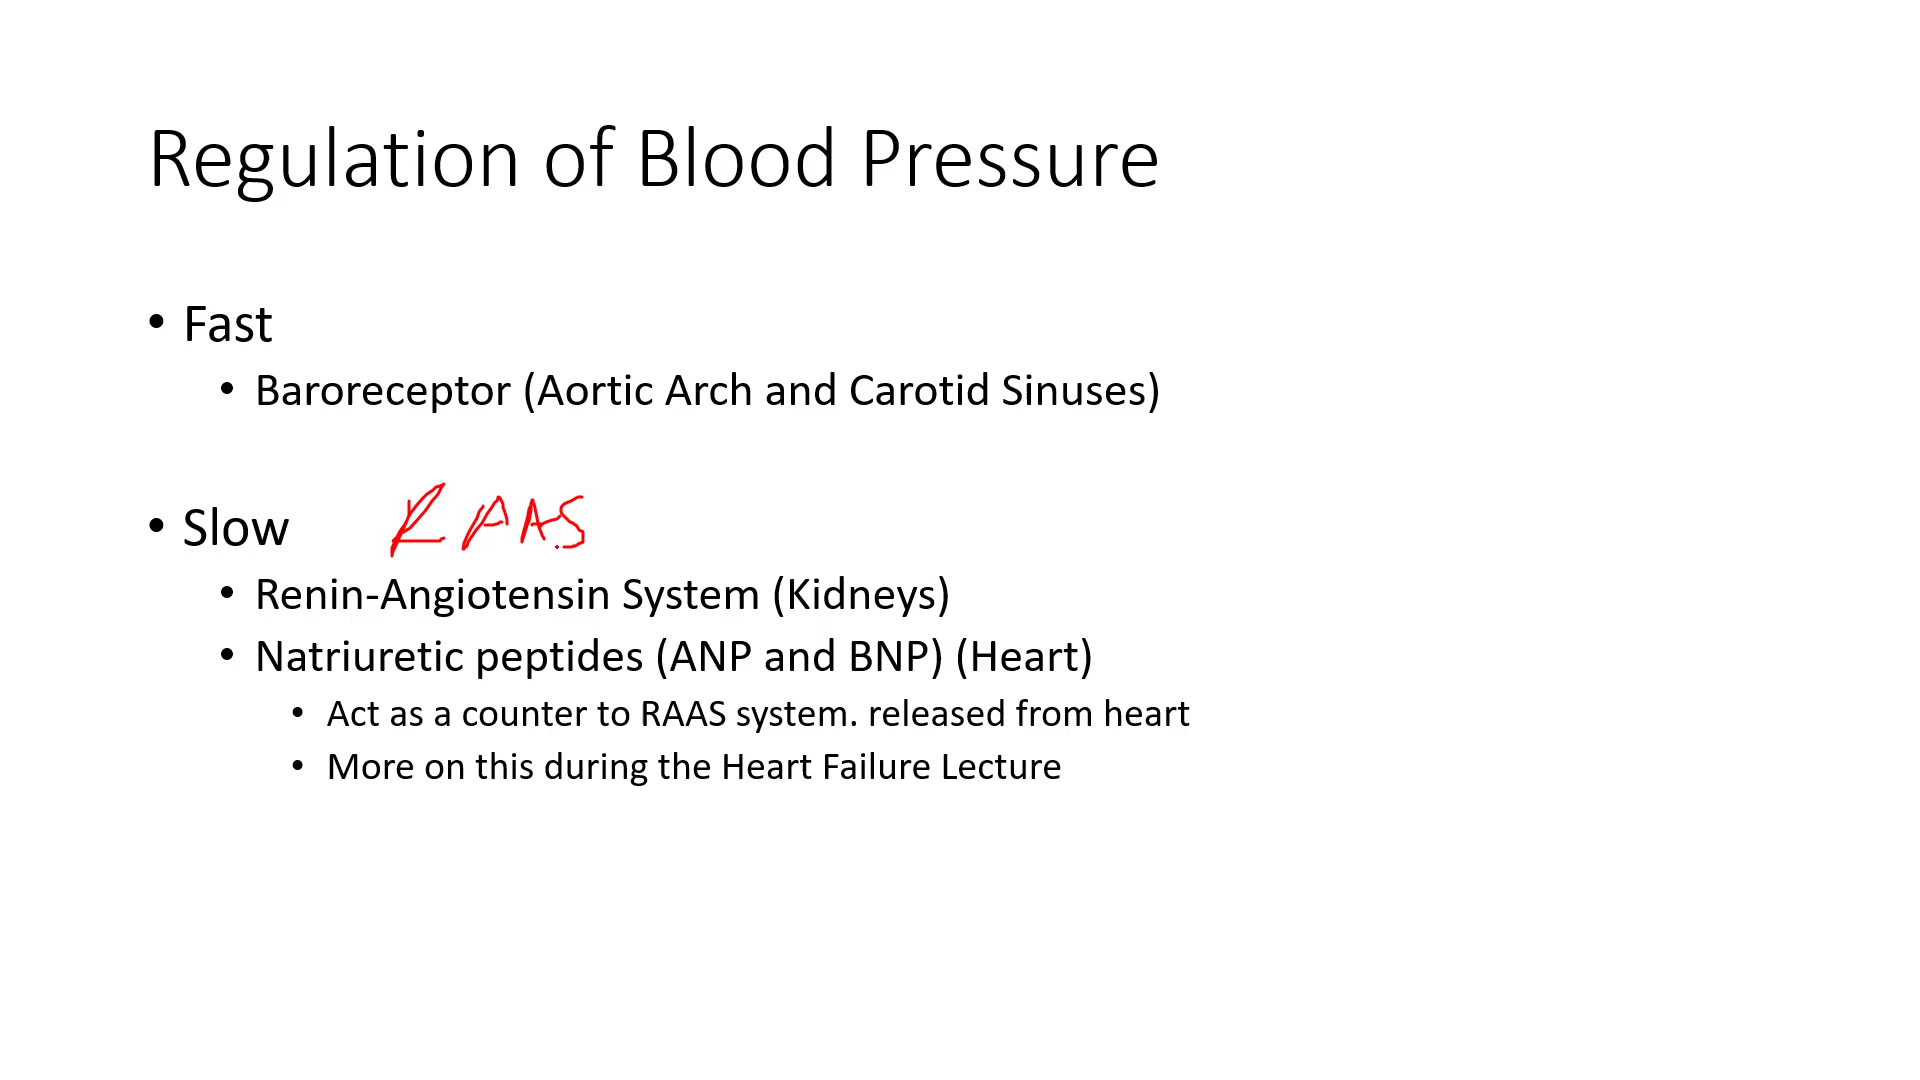 Regulation of Blood Pressure
• Fast
• Baroreceptor (Aortic Arch and Carotid Sinuses)
• Slow RAAS
• Renin-Angiotensin System (Kidneys)
• Natriuretic peptides (ANP and BNP) (Heart)
• Act as a counter to RAAS system. released from heart
• More on this during the Heart Failure Lecture